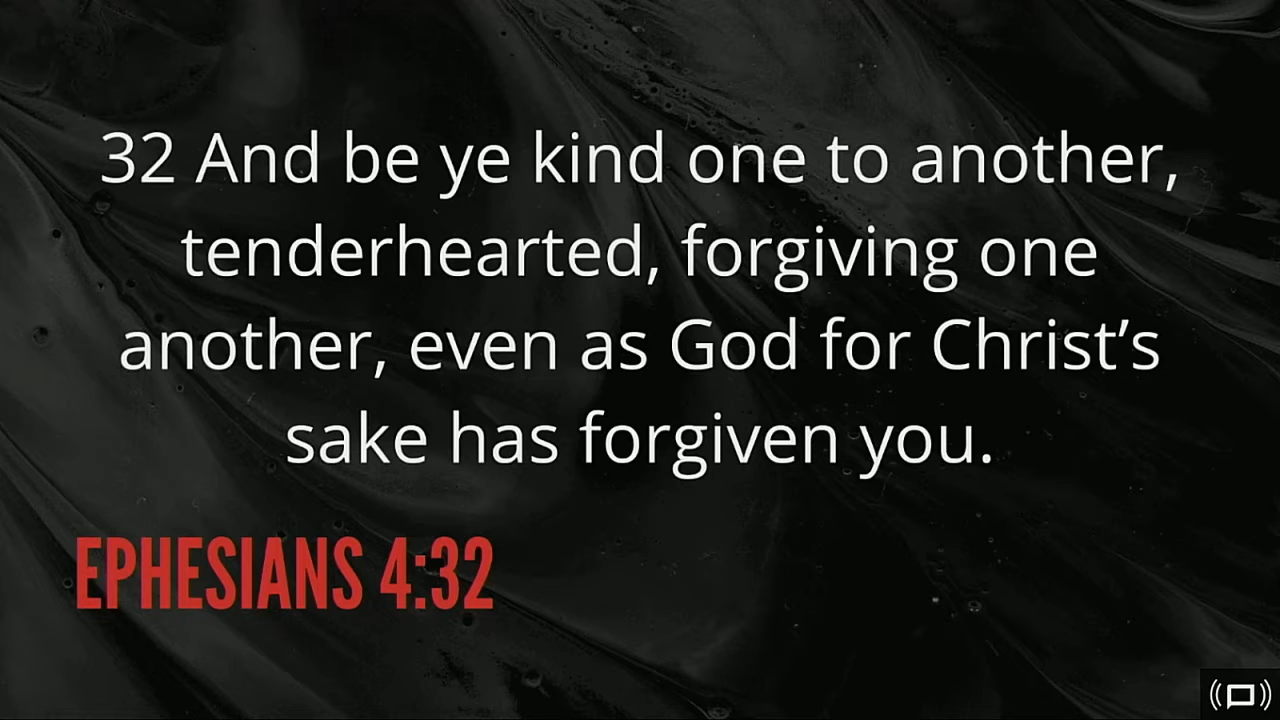 32 And be ye kind one to another,
tenderhearted, forgiving one
another, even as God for Christ’s
sake has forgiven you.
EPHESIANS 4:32